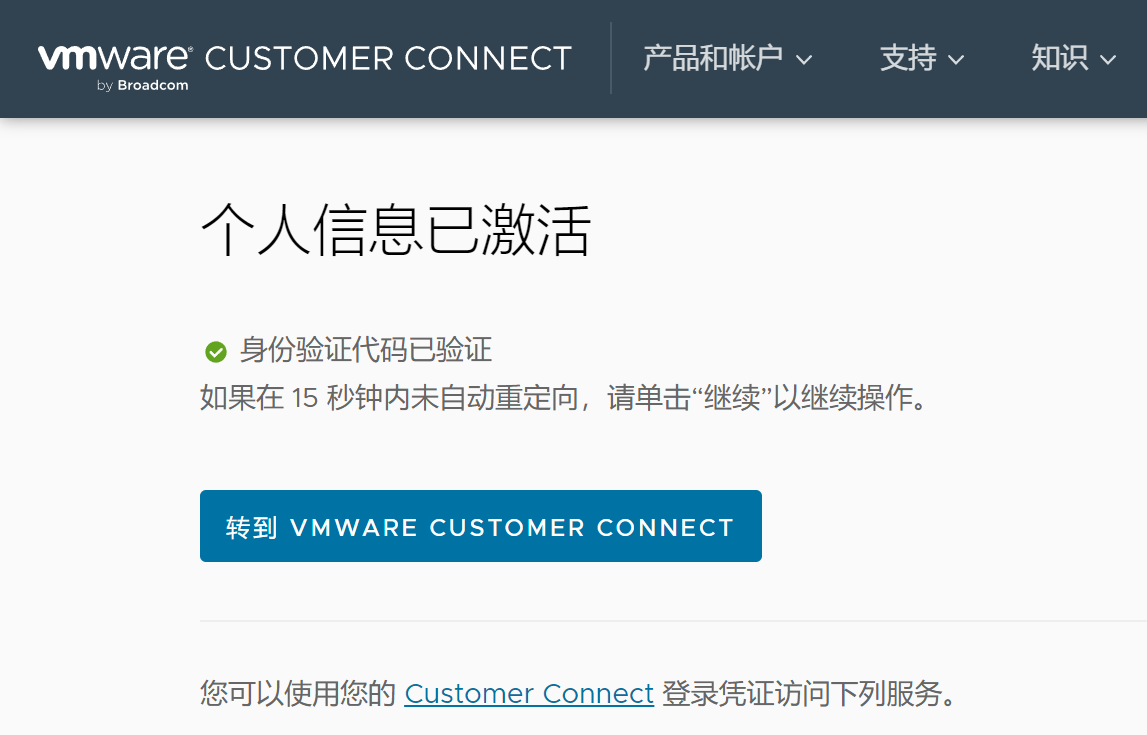 vmware® CUSTOMER CONNECT
by Broadcom
产品和帐户
支持
知识
个人信息已激活
身份验证代码已验证
如果在 15 秒钟内未自动重定向，请单击“继续”以继续操作。
转到 VMWARE CUSTOMER CONNECT
您可以使用您的 Customer Connect 登录凭证访问下列服务。